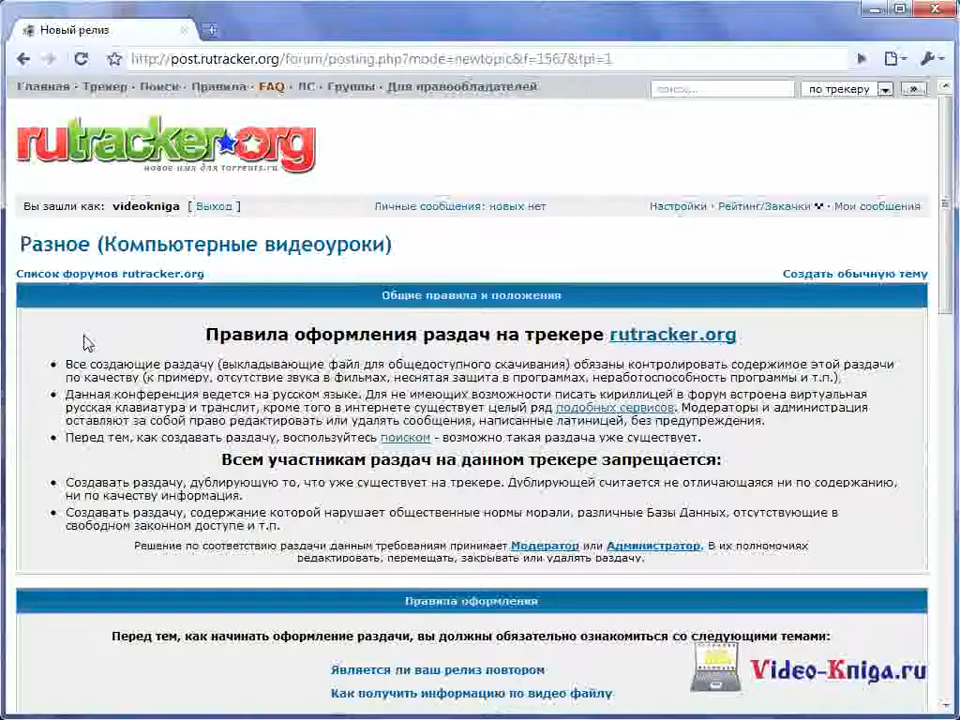 Новый релиз
http://post.rutracker.org/forum/posting.php?mode=newtopic&f=1567&tpl=1
Главная · Трекер · Поиск · Правила · FAQ · ЛС · Группы · Для правообладателей
поиск...
по трекеру
»
rutracker.org
новое имя для torrents.ru
Вы зашли как: videokniga [ Выход ]
Личные сообщения: новых нет
Настройки · Рейтинг/Закачки · Мои сообщения
Разное (Компьютерные видеоуроки)
Список форумов rutracker.org
Создать обычную тему
Общие правила и положения
Правила оформления раздач на трекере rutracker.org
• Все создающие раздачу (выкладывающие файл для общедоступного скачивания) обязаны контролировать содержимое этой раздачи
по качеству (к примеру, отсутствие звука в фильмах, неснятая защита в программах, неработоспособность программы и т.п.).
• Данная конференция ведется на русском языке. Для не имеющих возможности писать кириллицей в форум встроена виртуальная
русская клавиатура и транслит, кроме того в интернете существует целый ряд подобных сервисов. Модераторы и администрация
оставляют за собой право редактировать или удалять сообщения, написанные латиницей, без предупреждения.
• Перед тем, как создавать раздачу, воспользуйтесь поиском - возможно такая раздача уже существует.
Всем участникам раздач на данном трекере запрещается:
• Создавать раздачу, дублирующую то, что уже существует на трекере. Дублирующей считается не отличающаяся ни по содержанию,
ни по качеству информация.
• Создавать раздачу, содержание которой нарушает общественные нормы морали, различные Базы Данных, отсутствующие в
свободном законном доступе и т.п.
Решение по соответствию раздачи данным требованиям принимает Модератор или Администратор. В их полномочиях
редактировать, перемещать, закрывать или удалять раздачу.
Правила оформления
Перед тем, как начинать оформление раздачи, вы должны обязательно ознакомиться со следующими темами:
Является ли ваш релиз повтором
Как получить информацию по видео файлу
Video-Kniga.ru